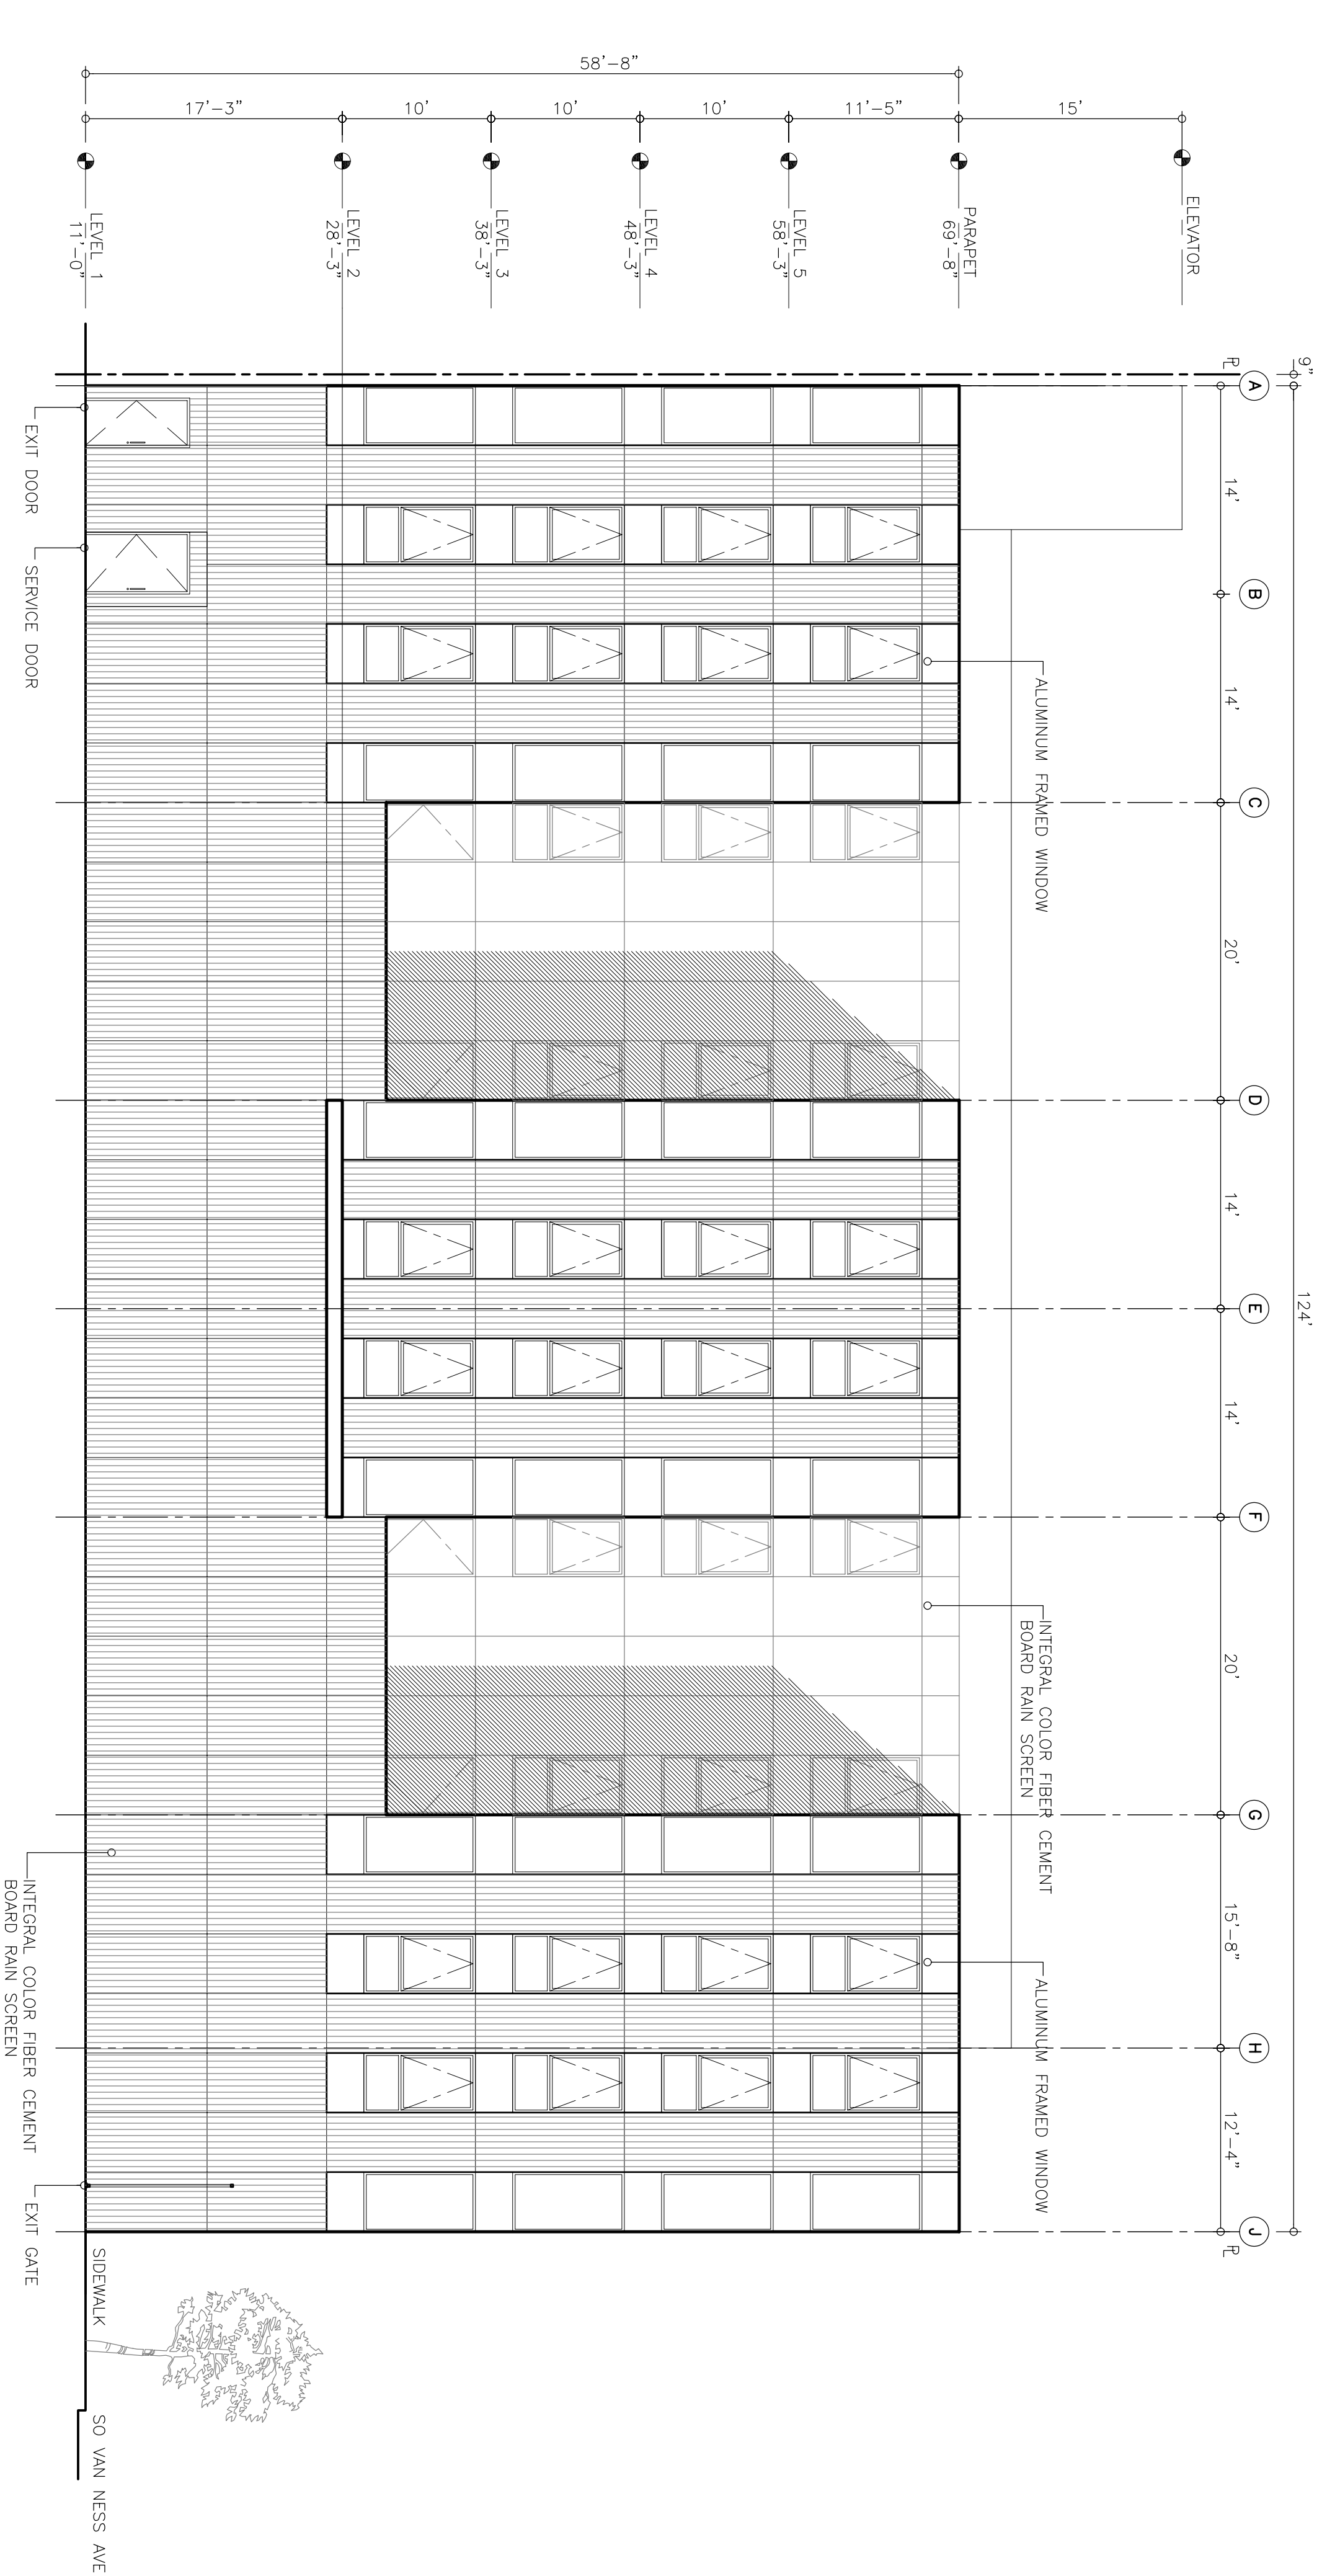 9"
124'
A
B
C
D
E
F
G
H
J
PL
14'
14'
20'
14'
14'
20'
15'-8"
12'-4"
PL
ELEVATOR
15'
PARAPET
69'-8"
11'-5"
LEVEL 5
58'-3"
10'
LEVEL 4
48'-3"
10'
LEVEL 3
38'-3"
10'
LEVEL 2
28'-3"
17'-3"
LEVEL 1
11'-0"
58'-8"
ALUMINUM FRAMED WINDOW
INTEGRAL COLOR FIBER CEMENT
BOARD RAIN SCREEN
ALUMINUM FRAMED WINDOW
SIDEWALK
SO VAN NESS AVE
EXIT DOOR
SERVICE DOOR
INTEGRAL COLOR FIBER CEMENT
BOARD RAIN SCREEN
EXIT GATE